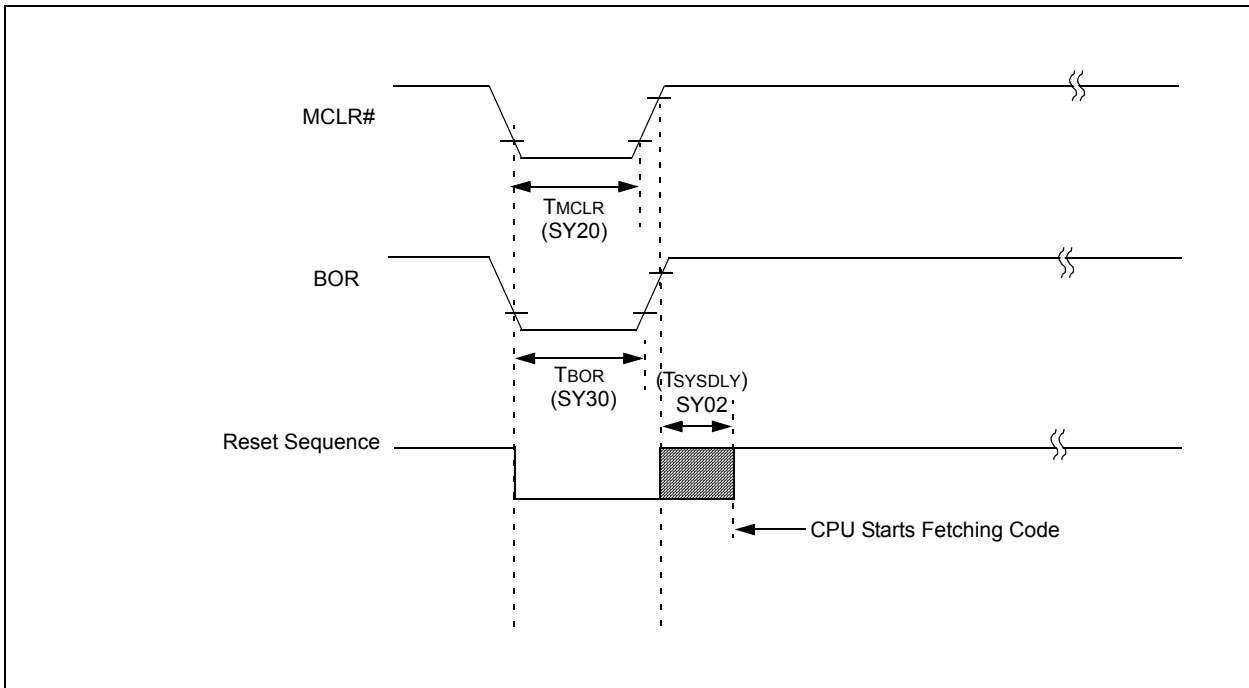 MCLR#
TMCLR
(SY20)
BOR
TBOR
(SY30)
(TSYSDLY)
SY02
Reset Sequence
CPU Starts Fetching Code